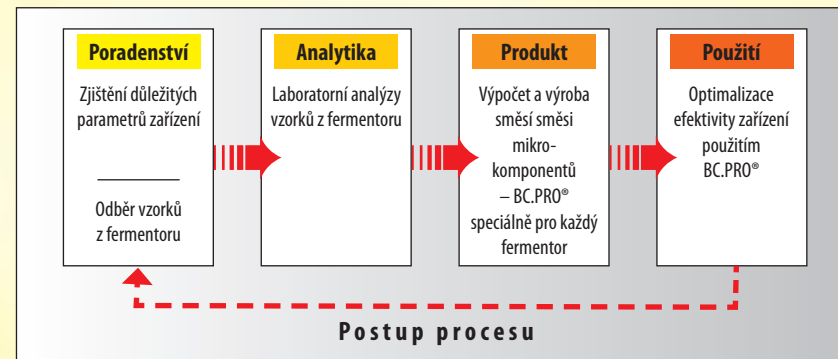 Poradenství
Zjištění důležitých
parametrů zařízení
Odběr vzorků
z fermentoru
Analytika
Laboratorní analýzy
vzorků z fermentoru
Produkt
Výpočet a výroba
směsí směsi
mikro-
komponentů
– BC.PRO®
speciálně pro každý
fermentor
Použití
Optimalizace
efektivity zařízení
použitím
BC.PRO®
Postup procesu